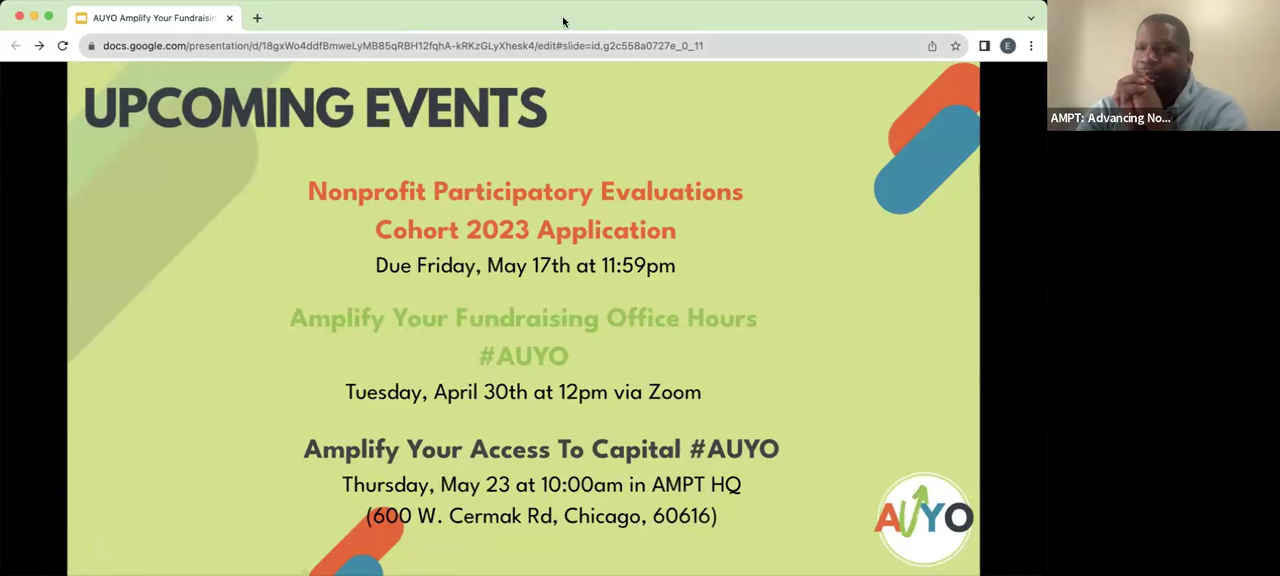 AUYO Amplify Your Fundraisin
docs.google.com/presentation/d/18gxWo4ddfBmweLyMB85qRBH12fqhA-kRKzGLyXhesk4/edit#slide=id.g2c558a0727e_0_11
E
UPCOMING EVENTS
AMPT: Advancing No...
Nonprofit Participatory Evaluations
Cohort 2023 Application
Due Friday, May 17th at 11:59pm
Amplify Your Fundraising Office Hours
#AUYO
Tuesday, April 30th at 12pm via Zoom
Amplify Your Access To Capital #AUYO
Thursday, May 23 at 10:00am in AMPT HQ
(600 W. Cermak Rd, Chicago, 60616)
AUYO